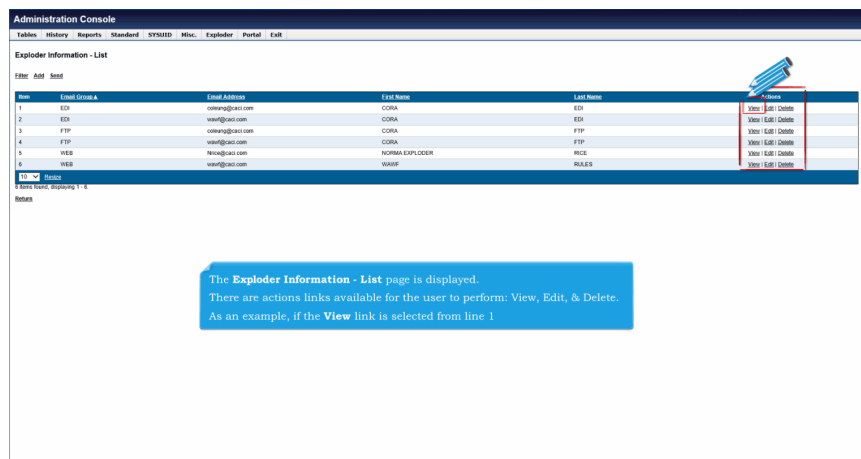 Administration Console
Tables History Reports Standard SYSUID Misc. Exploder Portal Exit
Exploder Information - List
Filter Add Send
Item Email Group▲ Email Address First Name Last Name Actions
1 EDI coleung@caci.com CORA EDI View | Edit | Delete
2 EDI wawf@caci.com CORA EDI View | Edit | Delete
3 FTP coleung@caci.com CORA FTP View | Edit | Delete
4 FTP wawf@caci.com CORA FTP View | Edit | Delete
5 WEB Nrice@caci.com NORMA EXPLODER RICE View | Edit | Delete
6 WEB wawf@caci.com WAWF RULES View | Edit | Delete
10 Resize
6 items found, displaying 1 - 6.
Return
The Exploder Information - List page is displayed.
There are actions links available for the user to perform: View, Edit, & Delete.
As an example, if the View link is selected from line 1